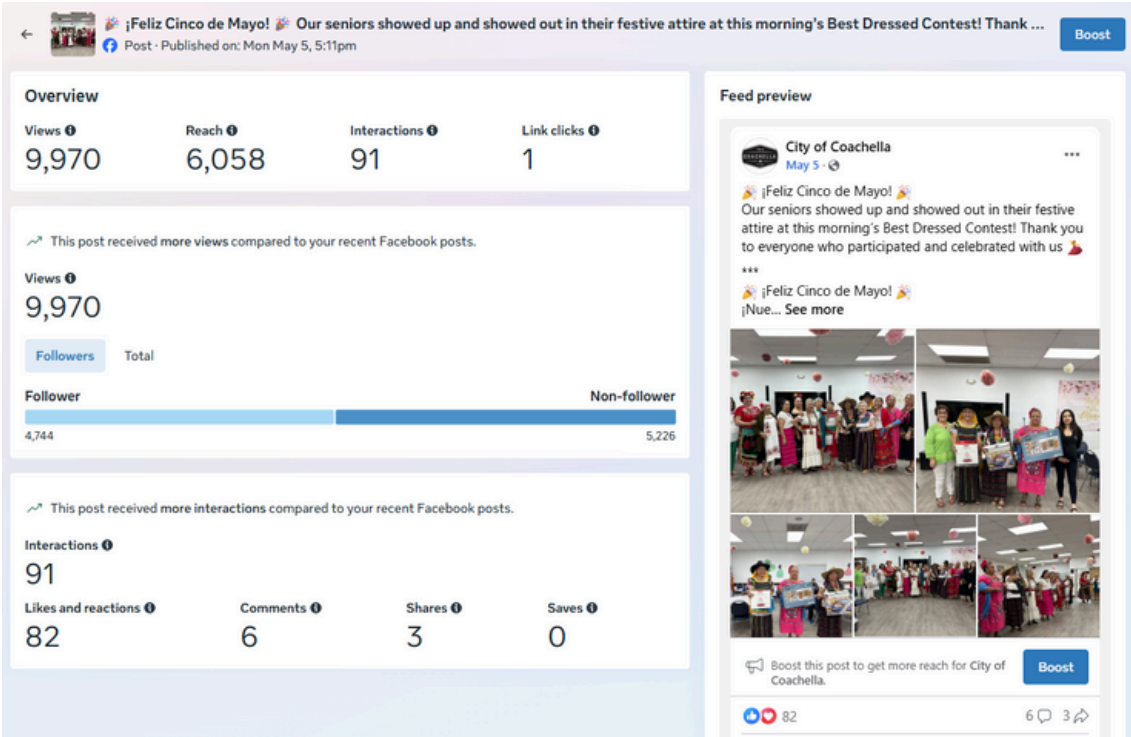 🎉 ¡Feliz Cinco de Mayo! 🎉 Our seniors showed up and showed out in their festive attire at this morning's Best Dressed Contest! Thank ...
Post · Published on: Mon May 5, 5:11pm
Boost
Overview
Views
Reach
Interactions
Link clicks
9,970
6,058
91
1
This post received more views compared to your recent Facebook posts.
Views
9,970
Followers
Total
Follower
Non-follower
4,744
5,226
This post received more interactions compared to your recent Facebook posts.
Interactions
91
Likes and reactions
Comments
Shares
Saves
82
6
3
0
Feed preview
COACHELLA
City of Coachella
May 5 ·
🎉 ¡Feliz Cinco de Mayo! 🎉
Our seniors showed up and showed out in their festive
attire at this morning's Best Dressed Contest! Thank you
to everyone who participated and celebrated with us 💃
***
🎉 ¡Feliz Cinco de Mayo! 🎉
¡Nue... See more
Boost this post to get more reach for City of
Coachella.
Boost
82
6
3